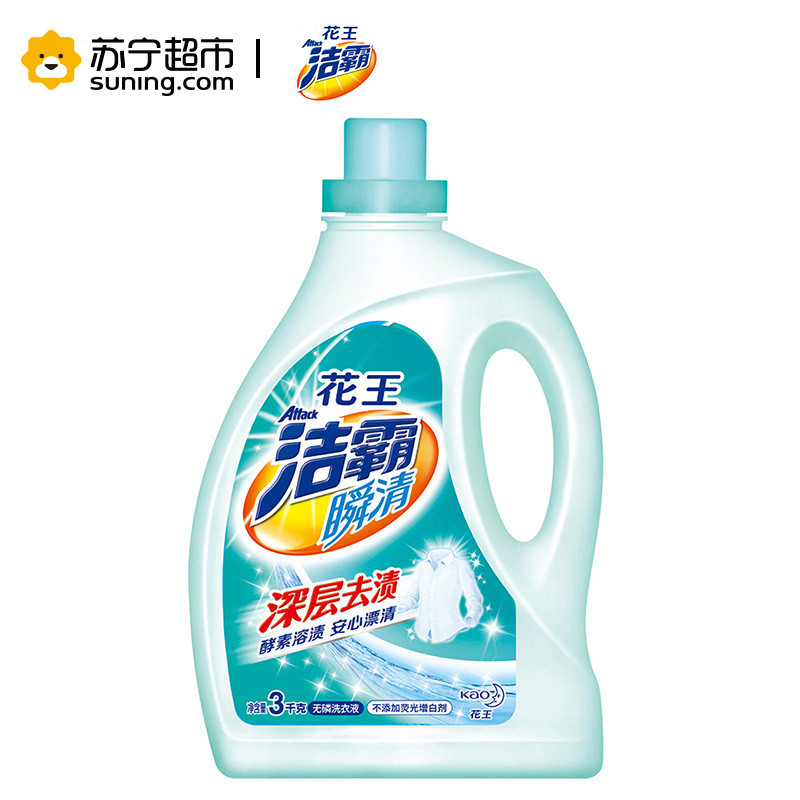 苏宁超市
suning.com
花王
Attack
洁霸
花王
Attack
洁霸
瞬清
深层去渍
酵素溶渍 安心漂清
净含量 3千克 无磷洗衣液 不添加荧光增白剂
Kao
花王